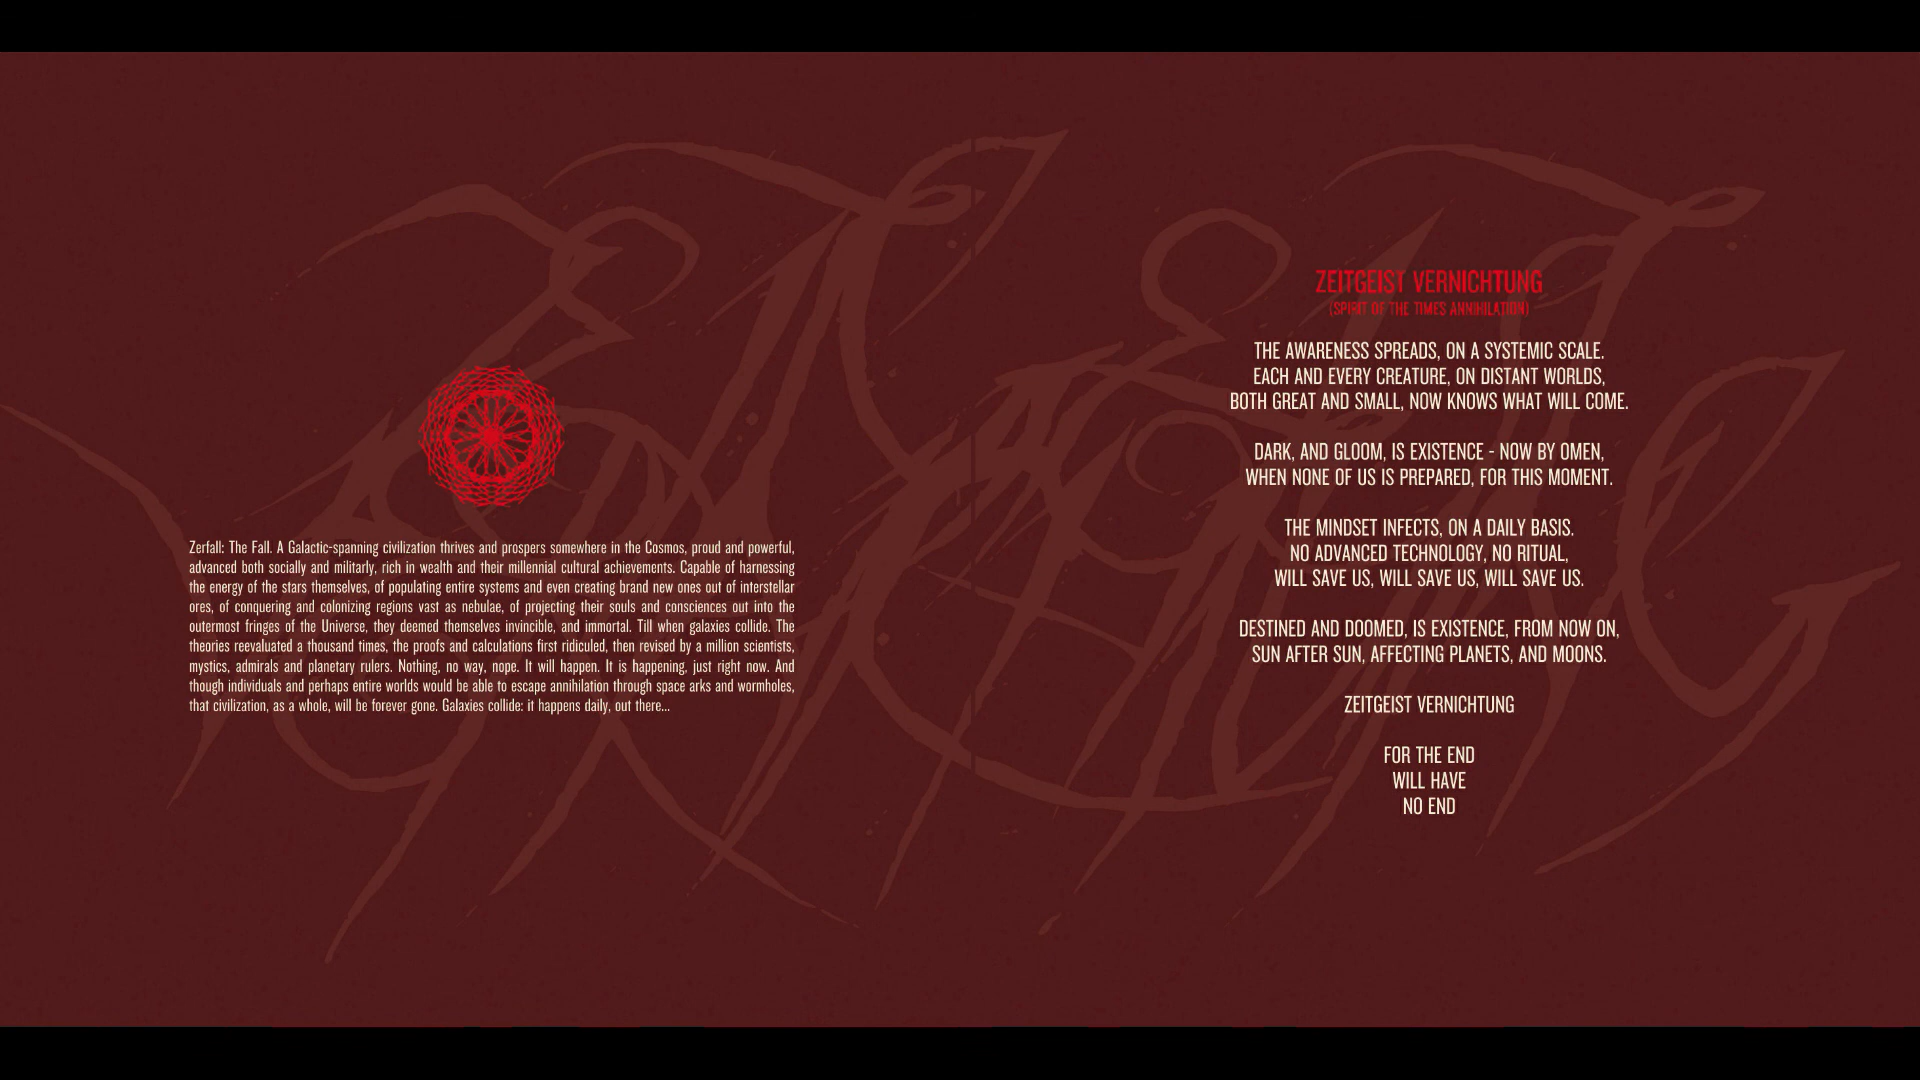 Zerfall: The Fall. A Galactic-spanning civilization thrives and prospers somewhere in the Cosmos, proud and powerful,
advanced both socially and militarly, rich in wealth and their millennial cultural achievements. Capable of harnessing
the energy of the stars themselves, of populating entire systems and even creating brand new ones out of interstellar
ores, of conquering and colonizing regions vast as nebulae, of projecting their souls and consciences out into the
outermost fringes of the Universe, they deemed themselves invincible, and immortal. Till when galaxies collide. The
theories reevaluated a thousand times, the proofs and calculations first ridiculed, then revised by a million scientists,
mystics, admirals and planetary rulers. Nothing, no way, nope. It will happen. It is happening, just right now. And
though individuals and perhaps entire worlds would be able to escape annihilation through space arks and wormholes,
that civilization, as a whole, will be forever gone. Galaxies collide: it happens daily, out there...
ZEITGEIST VERNICHTUNG
(SPIRIT OF THE TIMES ANNIHILATION)
THE AWARENESS SPREADS, ON A SYSTEMIC SCALE.
EACH AND EVERY CREATURE, ON DISTANT WORLDS,
BOTH GREAT AND SMALL, NOW KNOWS WHAT WILL COME.
DARK, AND GLOOM, IS EXISTENCE - NOW BY OMEN,
WHEN NONE OF US IS PREPARED, FOR THIS MOMENT.
THE MINDSET INFECTS, ON A DAILY BASIS.
NO ADVANCED TECHNOLOGY, NO RITUAL,
WILL SAVE US, WILL SAVE US, WILL SAVE US.
DESTINED AND DOOMED, IS EXISTENCE, FROM NOW ON,
SUN AFTER SUN, AFFECTING PLANETS, AND MOONS.
ZEITGEIST VERNICHTUNG
FOR THE END
WILL HAVE
NO END